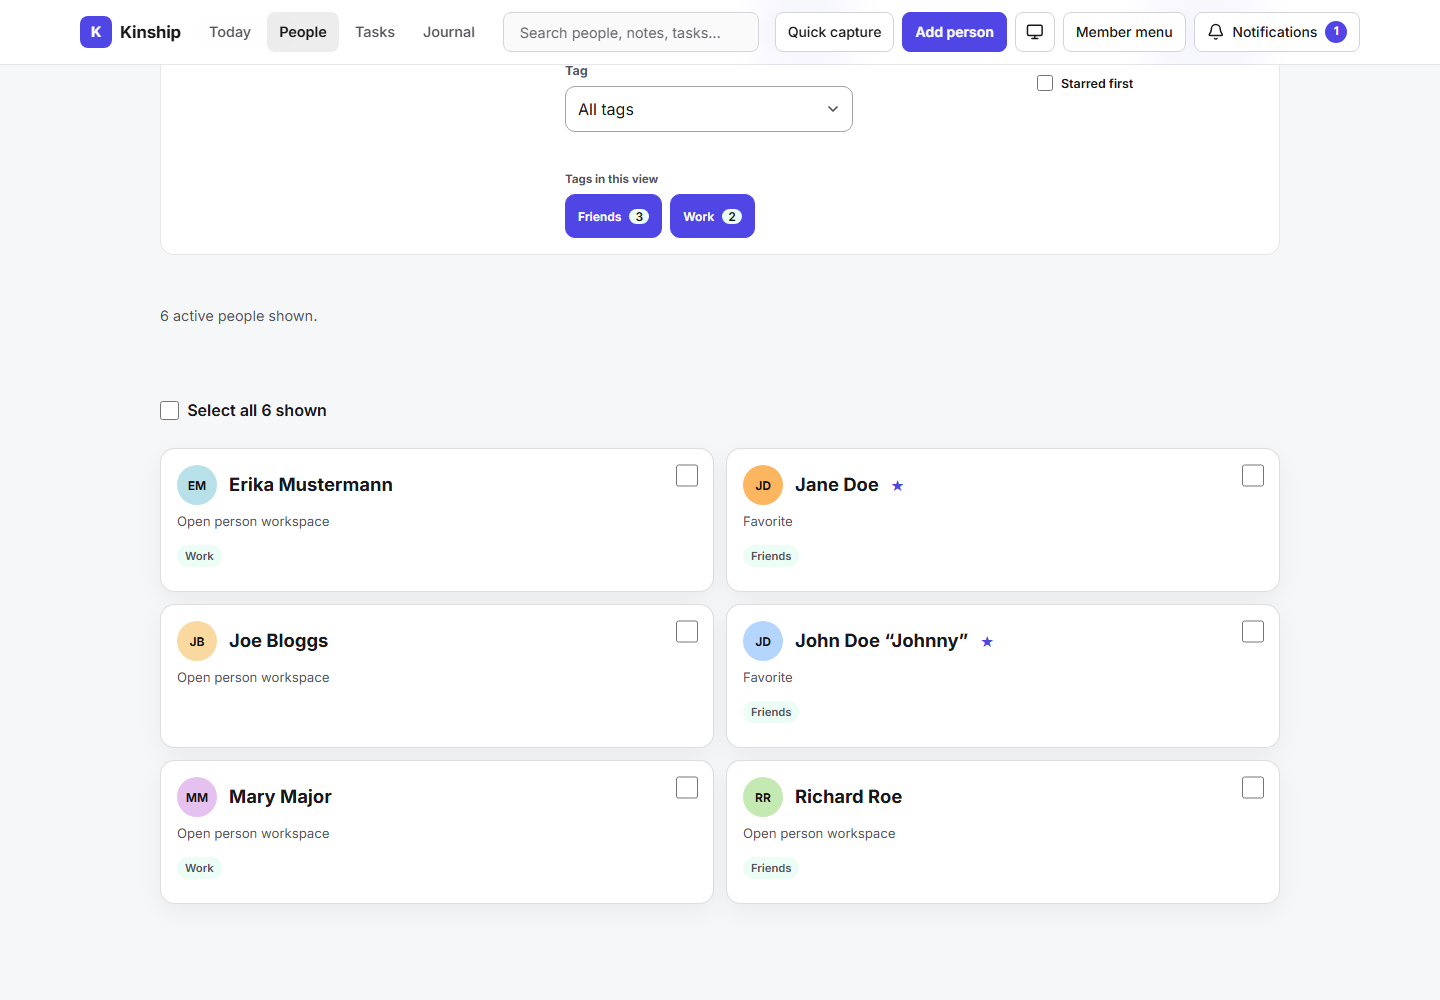 K Kinship Today People Tasks Journal Search people, notes, tasks... Quick capture Add person Member menu Notifications 1
Tag
Starred first
All tags
Tags in this view
Friends 3 Work 2
6 active people shown.
Select all 6 shown
EM Erika Mustermann
Open person workspace
Work
JD Jane Doe ★
Favorite
Friends
JB Joe Bloggs
Open person workspace
JD John Doe “Johnny” ★
Favorite
Friends
MM Mary Major
Open person workspace
Work
RR Richard Roe
Open person workspace
Friends